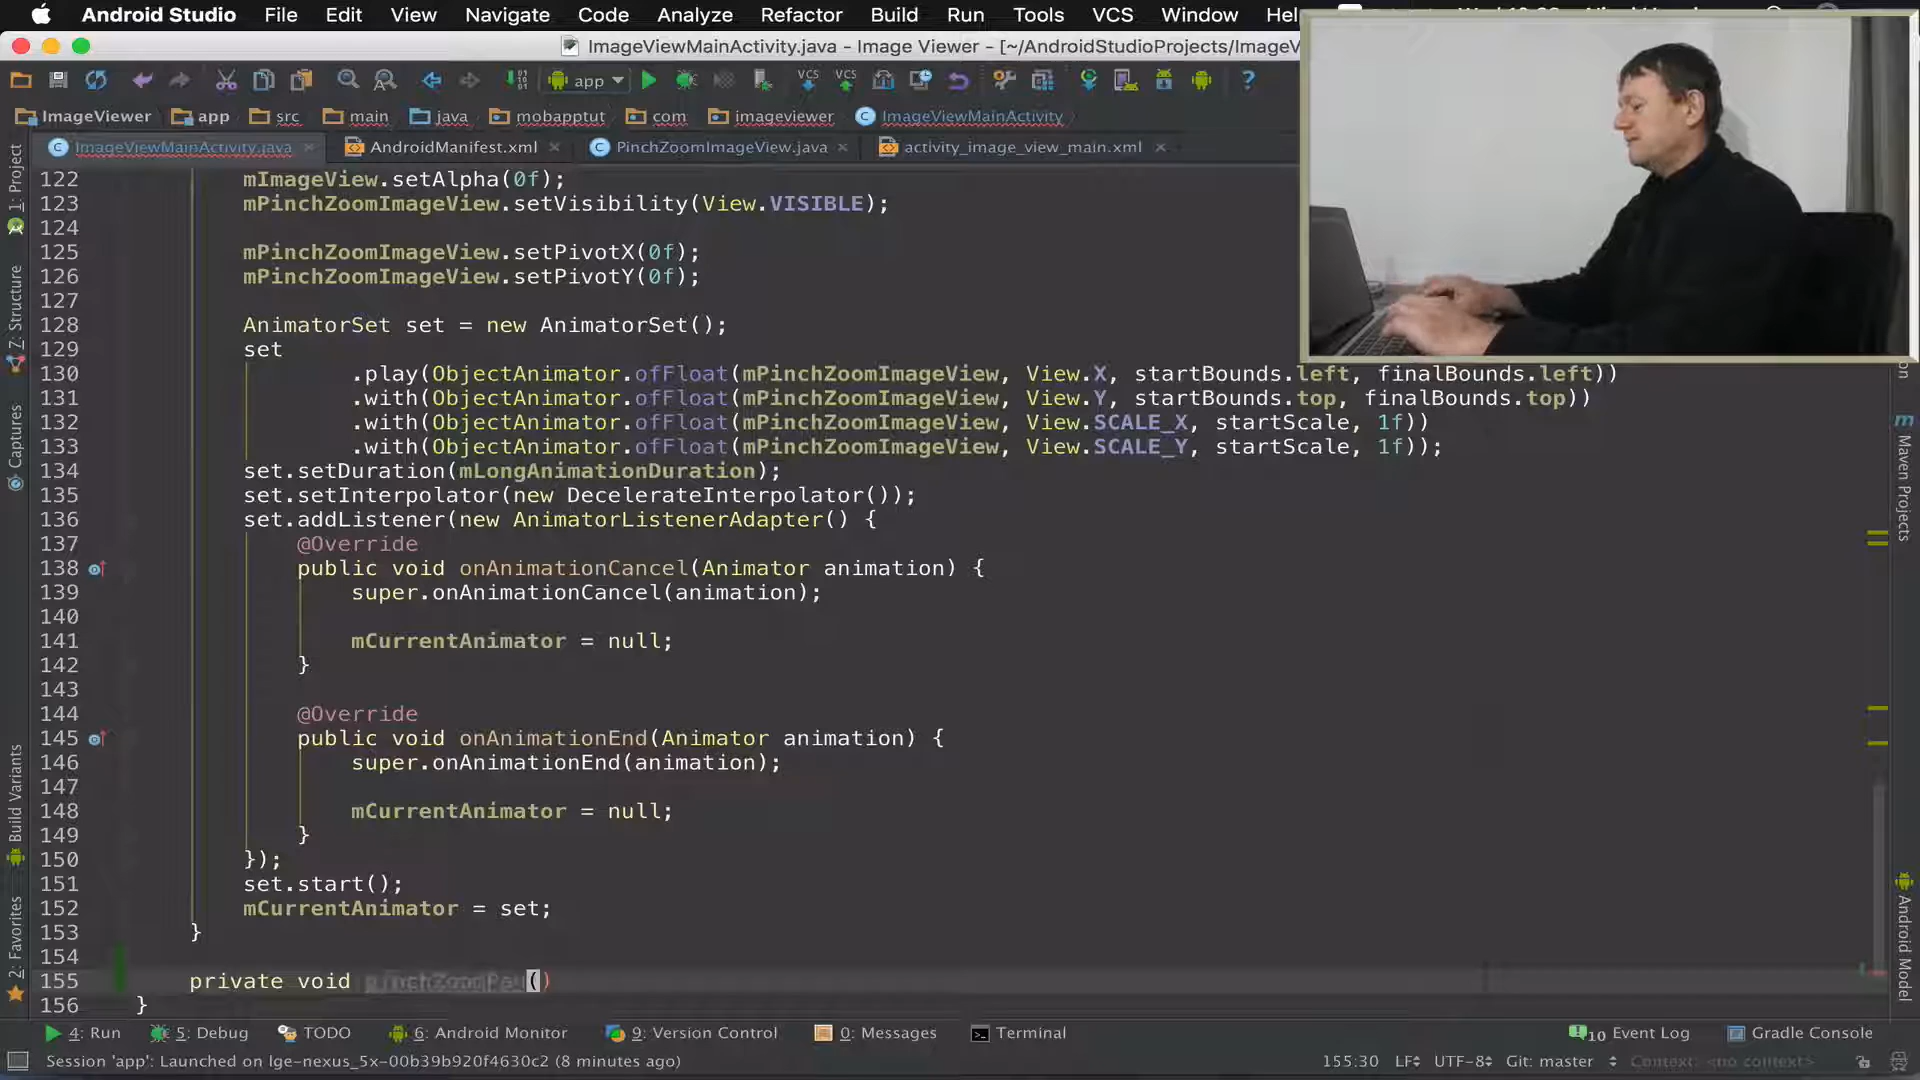 Android Studio File Edit View Navigate Code Analyze Refactor Build Run Tools VCS Window
ImageViewMainActivity.java - Image Viewer - [~/AndroidStudioProjects/ImageV
app VCS VCS ?
ImageViewer app src main java mobapptut com imageviewer ImageViewMainActivity
ImageViewMainActivity.java AndroidManifest.xml PinchZoomImageView.java activity_image_view_main.xml
122 mImageView.setAlpha(0f);
123 mPinchZoomImageView.setVisibility(View.VISIBLE);
124
125 mPinchZoomImageView.setPivotX(0f);
126 mPinchZoomImageView.setPivotY(0f);
127
128 AnimatorSet set = new AnimatorSet();
129 set
130 .play(ObjectAnimator.ofFloat(mPinchZoomImageView, View.X, startBounds.left, finalBounds.left))
131 .with(ObjectAnimator.ofFloat(mPinchZoomImageView, View.Y, startBounds.top, finalBounds.top))
132 .with(ObjectAnimator.ofFloat(mPinchZoomImageView, View.SCALE_X, startScale, 1f))
133 .with(ObjectAnimator.ofFloat(mPinchZoomImageView, View.SCALE_Y, startScale, 1f));
134 set.setDuration(mLongAnimationDuration);
135 set.setInterpolator(new DecelerateInterpolator());
136 set.addListener(new AnimatorListenerAdapter() {
137 @Override
138 public void onAnimationCancel(Animator animation) {
139 super.onAnimationCancel(animation);
140
141 mCurrentAnimator = null;
142 }
143
144 @Override
145 public void onAnimationEnd(Animator animation) {
146 super.onAnimationEnd(animation);
147
148 mCurrentAnimator = null;
149 }
150 });
151 set.start();
152 mCurrentAnimator = set;
153 }
154
155 private void ()
156 }
1: Project
7: Structure
Captures
Build Variants
2: Favorites
Maven Projects
Android Model
4: Run 5: Debug TODO 6: Android Monitor 9: Version Control 0: Messages Terminal 10 Event Log Gradle Console
Session 'app': Launched on lge-nexus_5x-00b39b920f4630c2 (8 minutes ago) 155:30 LF UTF-8 Git: master Context: <no context>